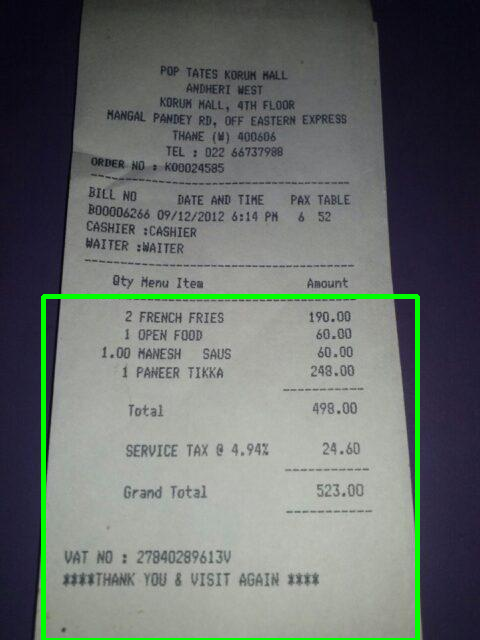 POP TATES KORUM MALL
ANDHERI WEST
KORUM MALL, 4TH FLOOR
MANGAL PANDEY RD, OFF EASTERN EXPRESS
THANE (W) 400606
TEL : 022 66737988
ORDER NO : K00024585
BILL NO DATE AND TIME PAX TABLE
B00006266 09/12/2012 6:14 PM 6 52
CASHIER :CASHIER
WAITER :WAITER
Qty Menu Item Amount
2 FRENCH FRIES 190.00
1 OPEN FOOD 60.00
1.00 MANESH SAUS 60.00
1 PANEER TIKKA 248.00
Total 498.00
SERVICE TAX @ 4.94% 24.60
Grand Total 523.00
VAT NO : 27840289613V
****THANK YOU & VISIT AGAIN ****